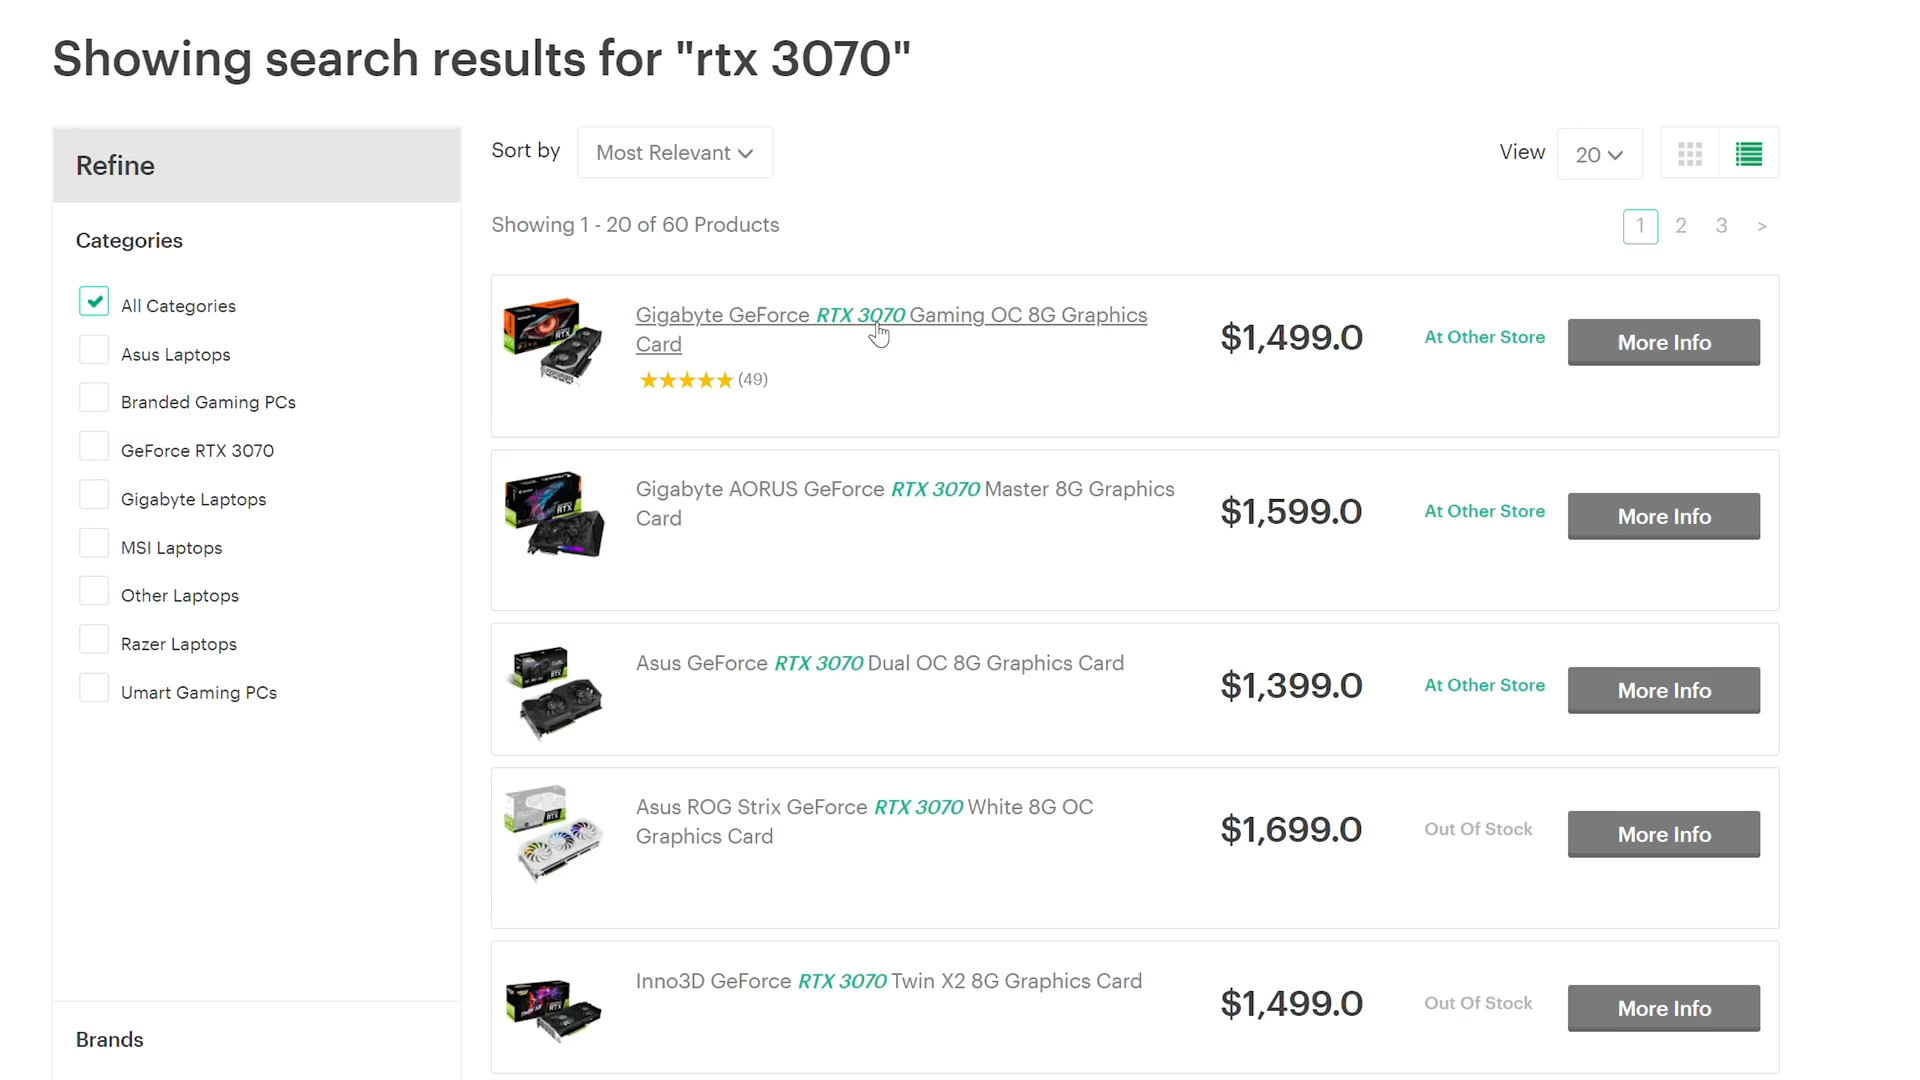 Showing search results for "rtx 3070"
Refine
Categories
All Categories
Asus Laptops
Branded Gaming PCs
GeForce RTX 3070
Gigabyte Laptops
MSI Laptops
Other Laptops
Razer Laptops
Umart Gaming PCs
Brands
Sort by
Most Relevant
View
20
Showing 1 - 20 of 60 Products
1 2 3 >
Gigabyte GeForce RTX 3070 Gaming OC 8G Graphics
Card
(49)
$1,499.0
At Other Store
More Info
Gigabyte AORUS GeForce RTX 3070 Master 8G Graphics
Card
$1,599.0
At Other Store
More Info
Asus GeForce RTX 3070 Dual OC 8G Graphics Card
$1,399.0
At Other Store
More Info
Asus ROG Strix GeForce RTX 3070 White 8G OC
Graphics Card
$1,699.0
Out Of Stock
More Info
Inno3D GeForce RTX 3070 Twin X2 8G Graphics Card
$1,499.0
Out Of Stock
More Info